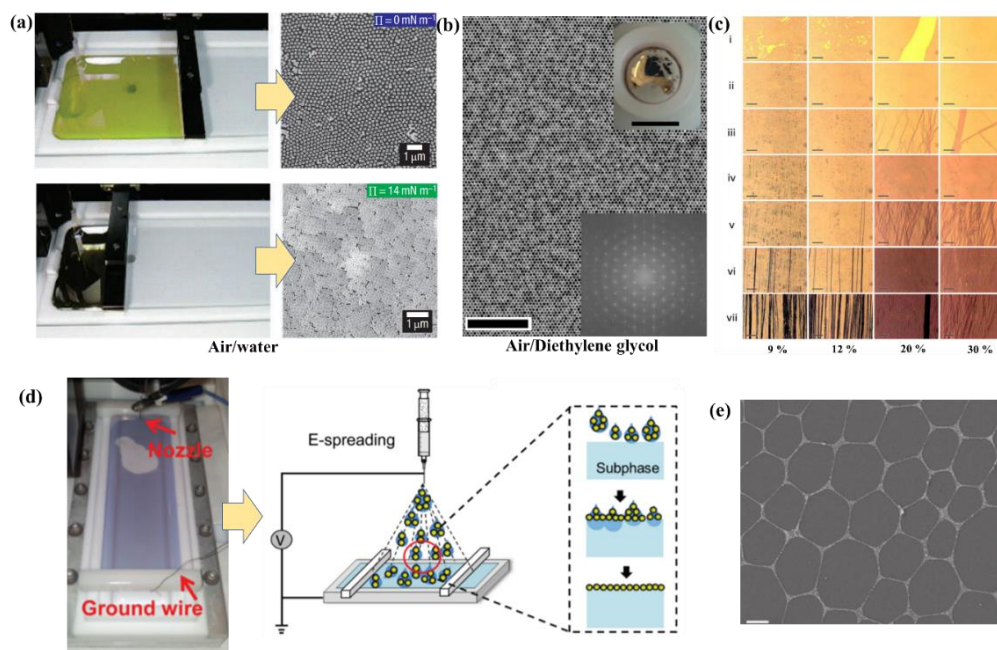 (a)
∏ = 0 mN m⁻¹
1 μm
∏ = 14 mN m⁻¹
1 μm
Air/water
(b)
Air/Diethylene glycol
(c)
i
ii
iii
iv
v
vi
vii
9 %
12 %
20 %
30 %
(d)
Nozzle
Ground wire
E-spreading
V
Subphase
(e)